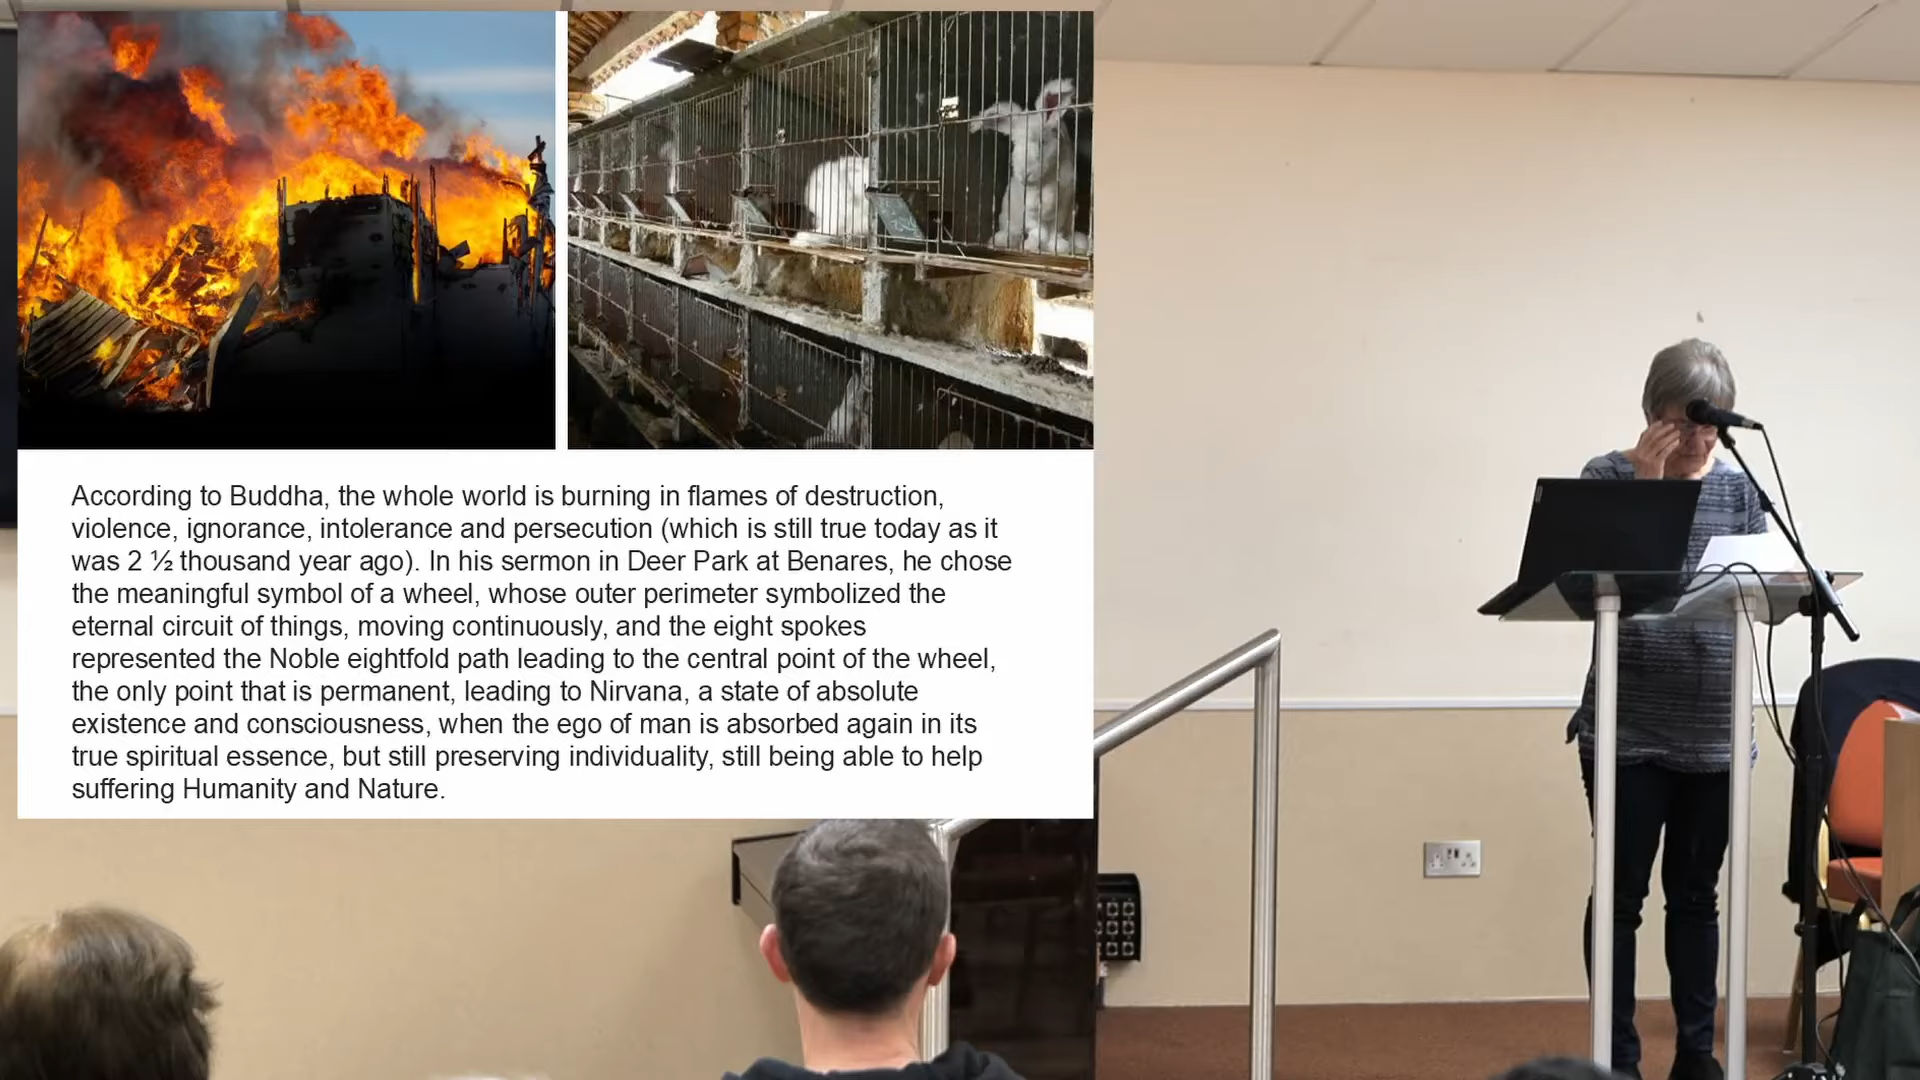 According to Buddha, the whole world is burning in flames of destruction,
violence, ignorance, intolerance and persecution (which is still true today as it
was 2 ½ thousand year ago). In his sermon in Deer Park at Benares, he chose
the meaningful symbol of a wheel, whose outer perimeter symbolized the
eternal circuit of things, moving continuously, and the eight spokes
represented the Noble eightfold path leading to the central point of the wheel,
the only point that is permanent, leading to Nirvana, a state of absolute
existence and consciousness, when the ego of man is absorbed again in its
true spiritual essence, but still preserving individuality, still being able to help
suffering Humanity and Nature.